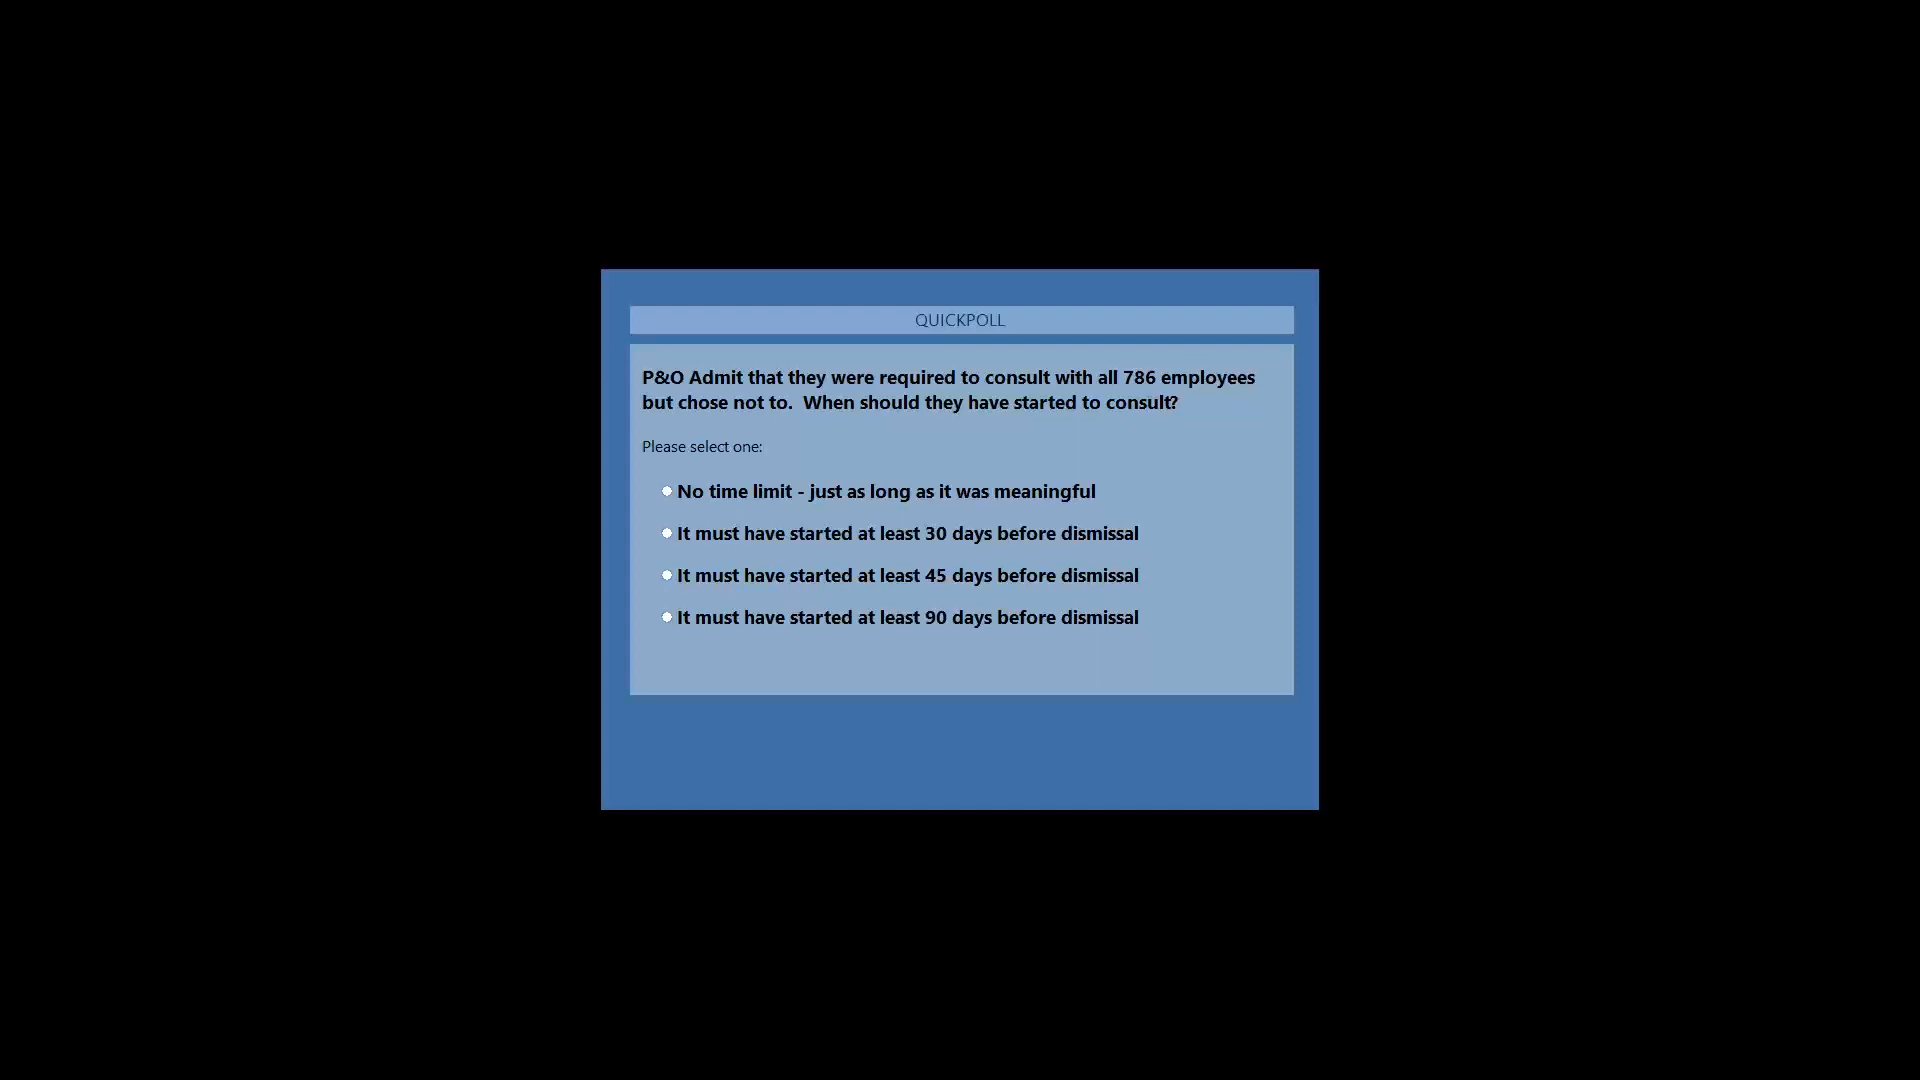 QUICKPOLL
P&O Admit that they were required to consult with all 786 employees
but chose not to.  When should they have started to consult?
Please select one:
No time limit - just as long as it was meaningful
It must have started at least 30 days before dismissal
It must have started at least 45 days before dismissal
It must have started at least 90 days before dismissal